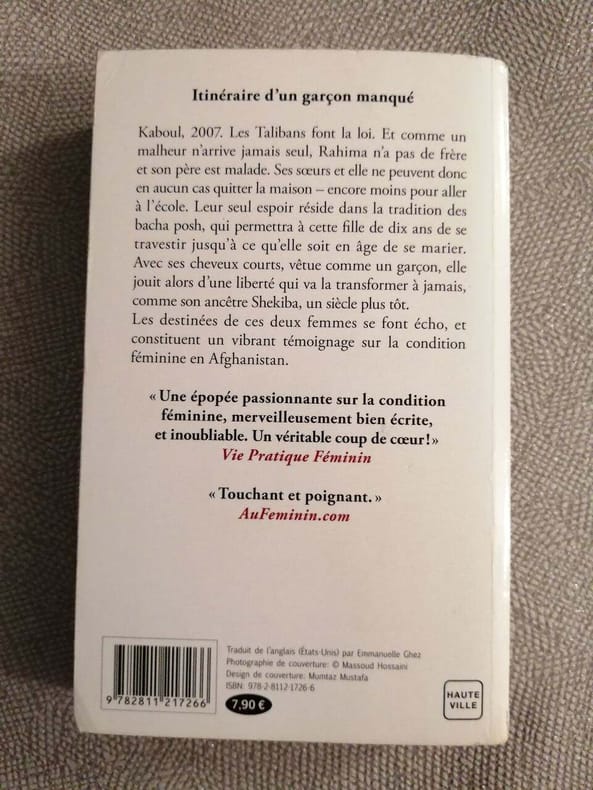 Itinéraire d’un garçon manqué
Kaboul, 2007. Les Talibans font la loi. Et comme un
malheur n’arrive jamais seul, Rahima n’a pas de frère
et son père est malade. Ses sœurs et elle ne peuvent donc
en aucun cas quitter la maison – encore moins pour aller
à l’école. Leur seul espoir réside dans la tradition des
bacha posh, qui permettra à cette fille de dix ans de se
travestir jusqu’à ce qu’elle soit en âge de se marier.
Avec ses cheveux courts, vêtue comme un garçon, elle
jouit alors d’une liberté qui va la transformer à jamais,
comme son ancêtre Shekiba, un siècle plus tôt.
Les destinées de ces deux femmes se font écho, et
constituent un vibrant témoignage sur la condition
féminine en Afghanistan.
« Une épopée passionnante sur la condition
féminine, merveilleusement bien écrite,
et inoubliable. Un véritable coup de cœur ! »
Vie Pratique Féminin
« Touchant et poignant. »
AuFeminin.com
Traduit de l’anglais (États-Unis) par Emmanuelle Ghez
Photographie de couverture: © Massoud Hossaini
Design de couverture: Mumtaz Mustafa
ISBN: 978-2-8112-1726-6
9 782811 217266
7,90 €
HAUTE
VILLE